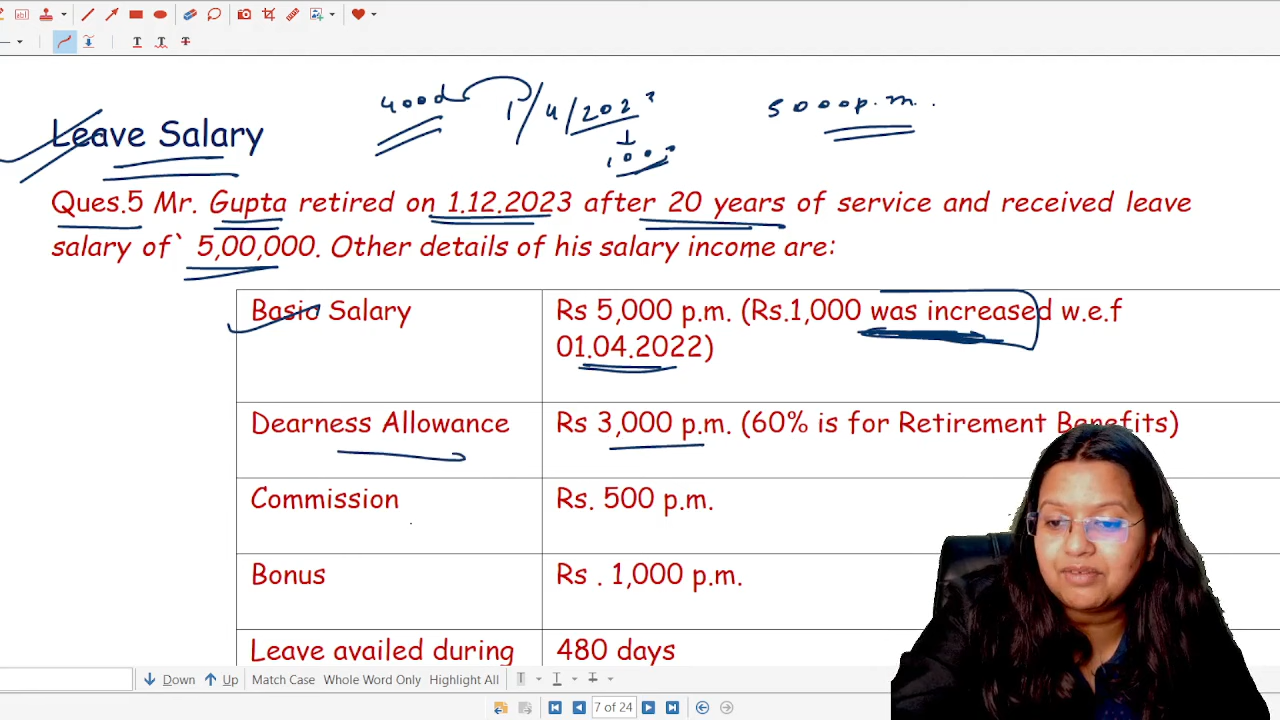 400d 1/4/2022 5000 p.m.
1000
Leave Salary
Ques.5 Mr. Gupta retired on 1.12.2023 after 20 years of service and received leave
salary of` 5,00,000. Other details of his salary income are:
Basic Salary Rs 5,000 p.m. (Rs.1,000 was increased w.e.f
01.04.2022)
Dearness Allowance Rs 3,000 p.m. (60% is for Retirement Benefits)
Commission Rs. 500 p.m.
Bonus Rs . 1,000 p.m.
Leave availed during 480 days
Down Up Match Case Whole Word Only Highlight All T T T
7 of 24